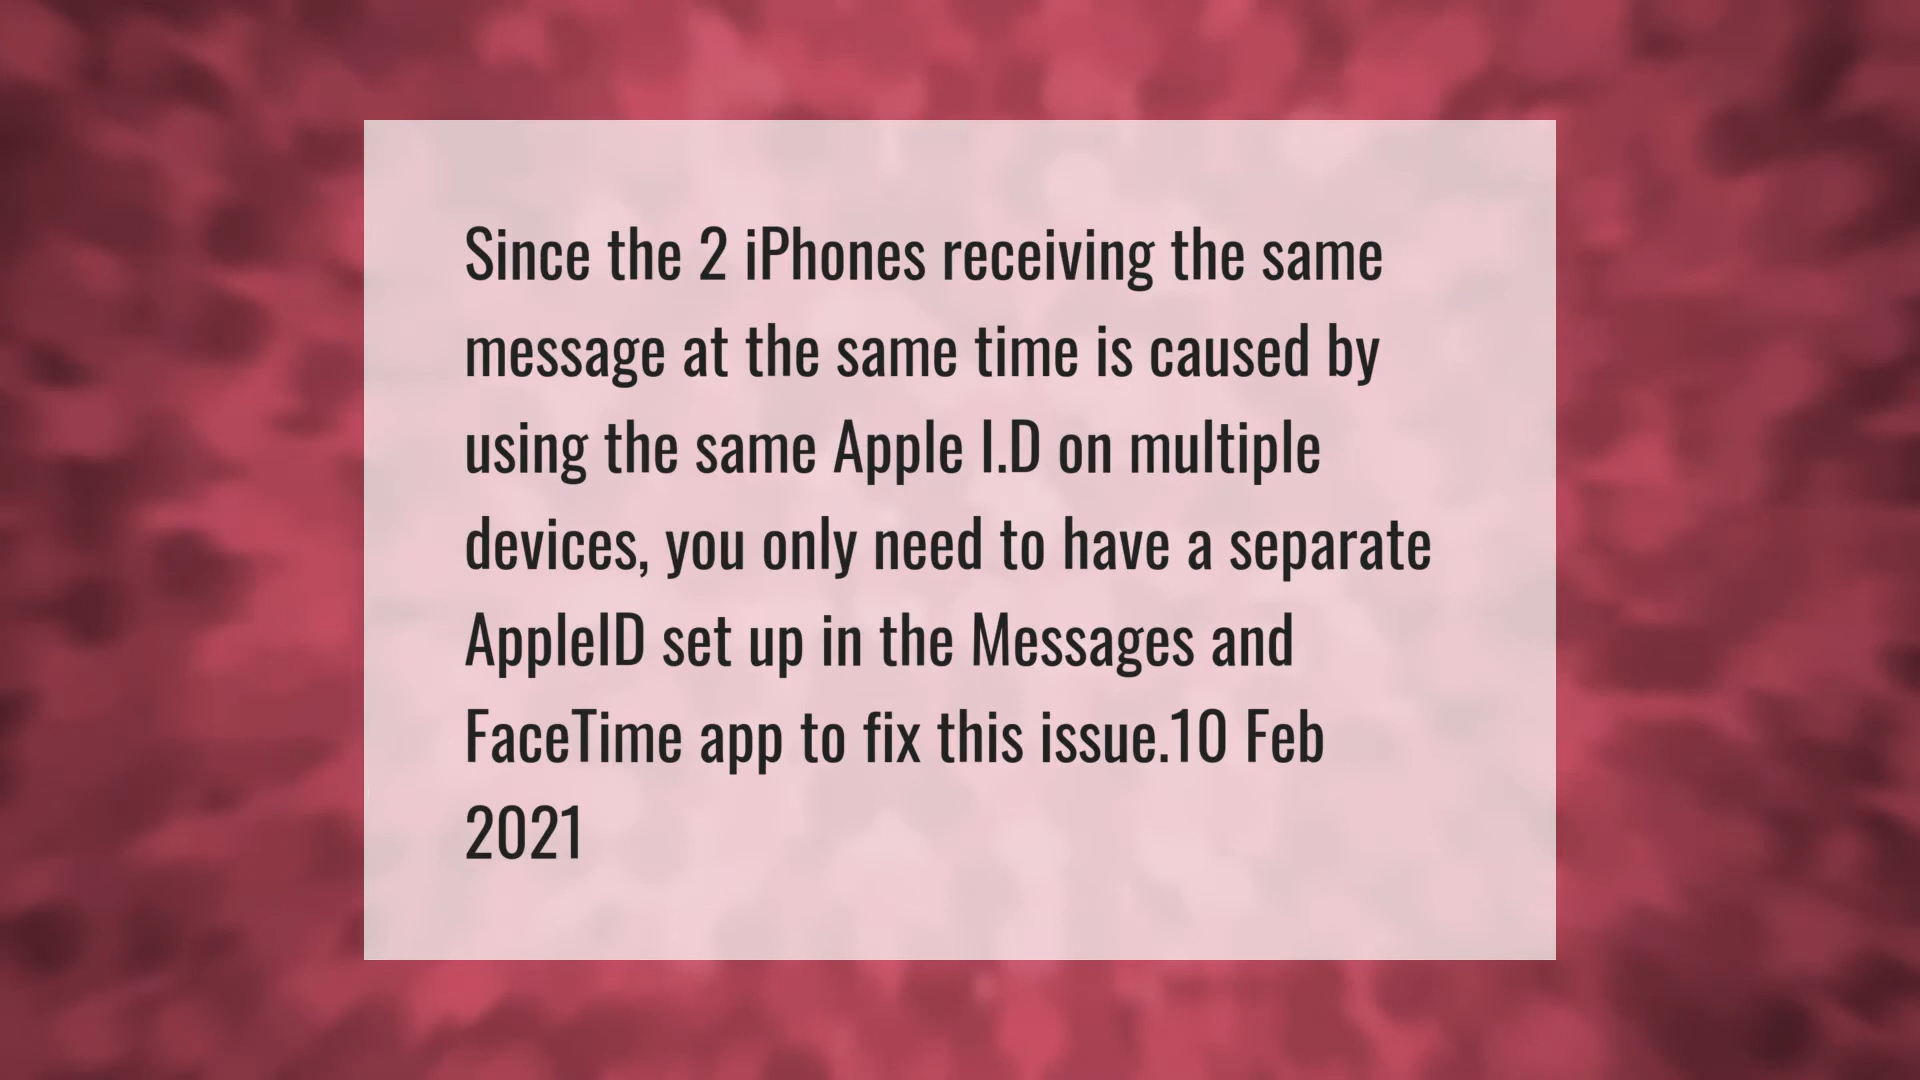 Since the 2 iPhones receiving the same
message at the same time is caused by
using the same Apple I.D on multiple
devices, you only need to have a separate
AppleID set up in the Messages and
FaceTime app to fix this issue.10 Feb
2021